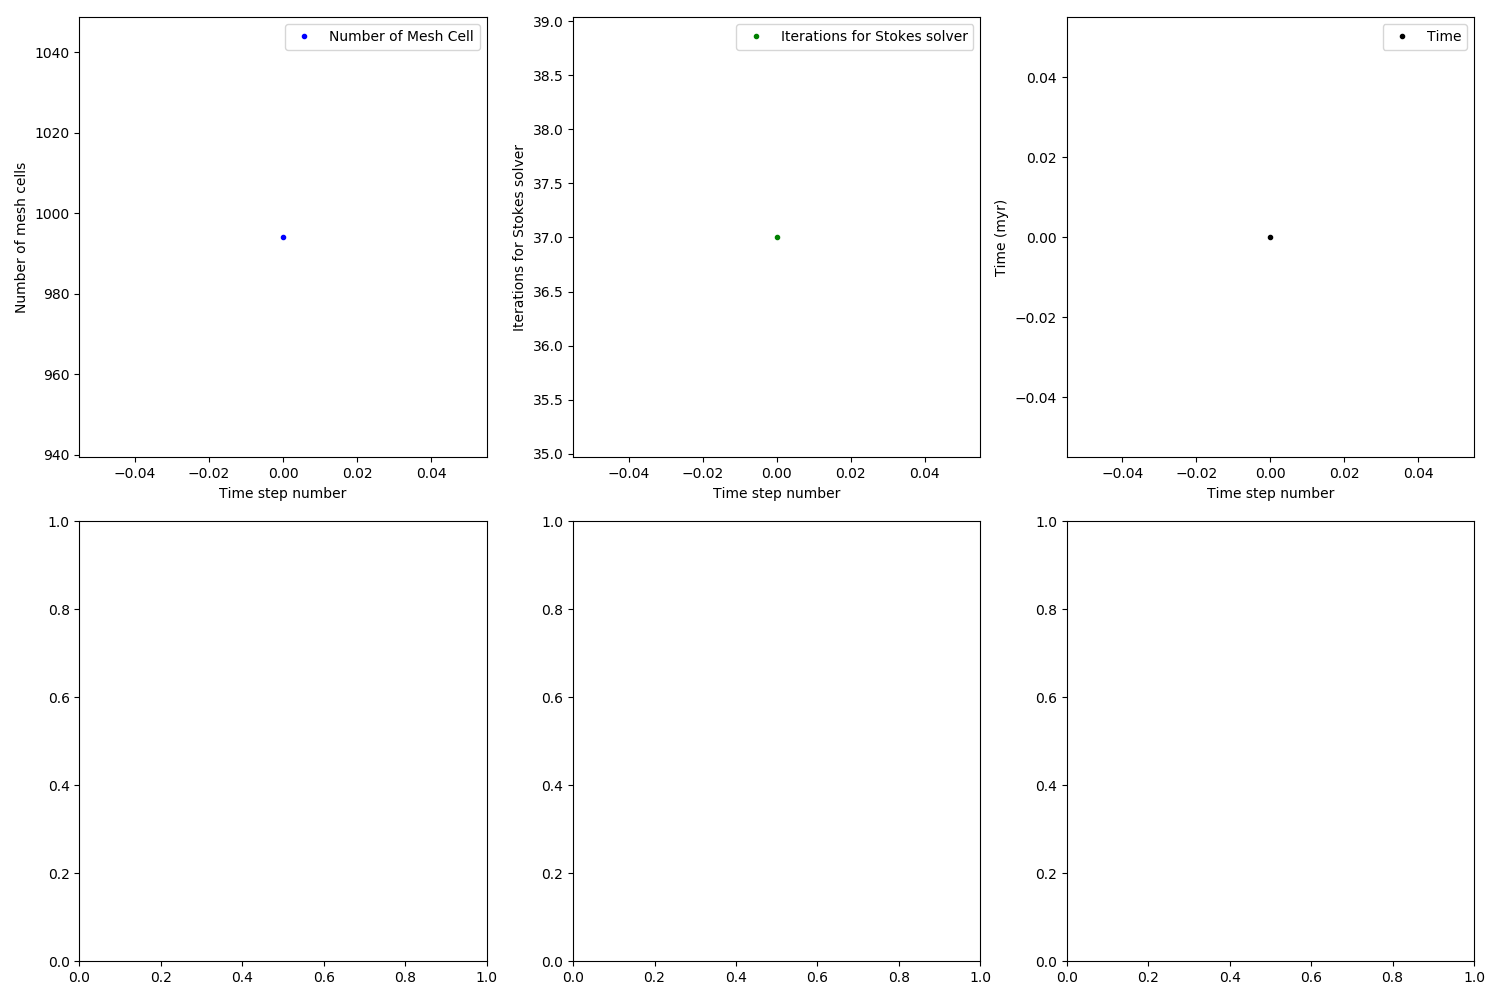 Number of Mesh Cell
1040
1020
1000
980
960
940
Number of mesh cells
−0.04 −0.02 0.00 0.02 0.04
Time step number
Iterations for Stokes solver
39.0
38.5
38.0
37.5
37.0
36.5
36.0
35.5
35.0
Iterations for Stokes solver
−0.04 −0.02 0.00 0.02 0.04
Time step number
Time
0.04
0.02
0.00
−0.02
−0.04
Time (myr)
−0.04 −0.02 0.00 0.02 0.04
Time step number
1.0
0.8
0.6
0.4
0.2
0.0
0.0 0.2 0.4 0.6 0.8 1.0
1.0
0.8
0.6
0.4
0.2
0.0
0.0 0.2 0.4 0.6 0.8 1.0
1.0
0.8
0.6
0.4
0.2
0.0
0.0 0.2 0.4 0.6 0.8 1.0